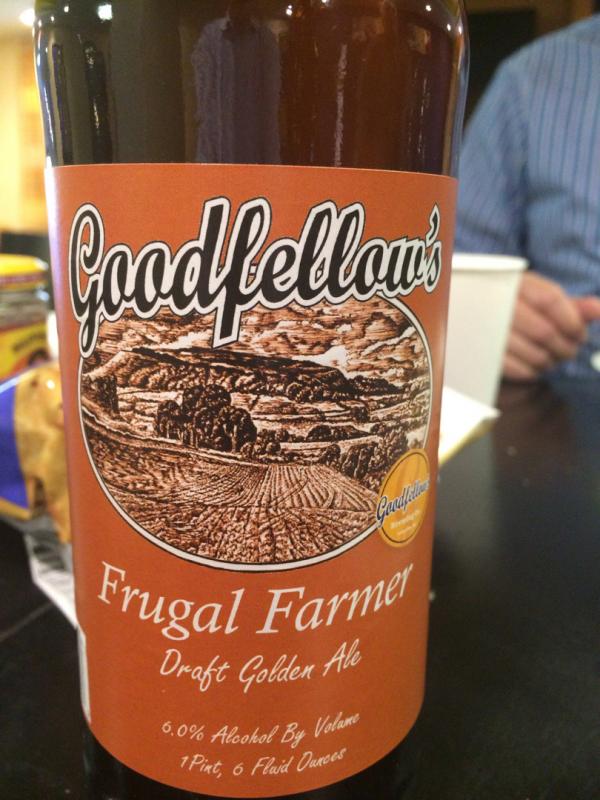 Goodfellow's
Goodfellow's
Frugal Farmer
Draft Golden Ale
6.0% Alcohol By Volume
1 Pint, 6 Fluid Ounces